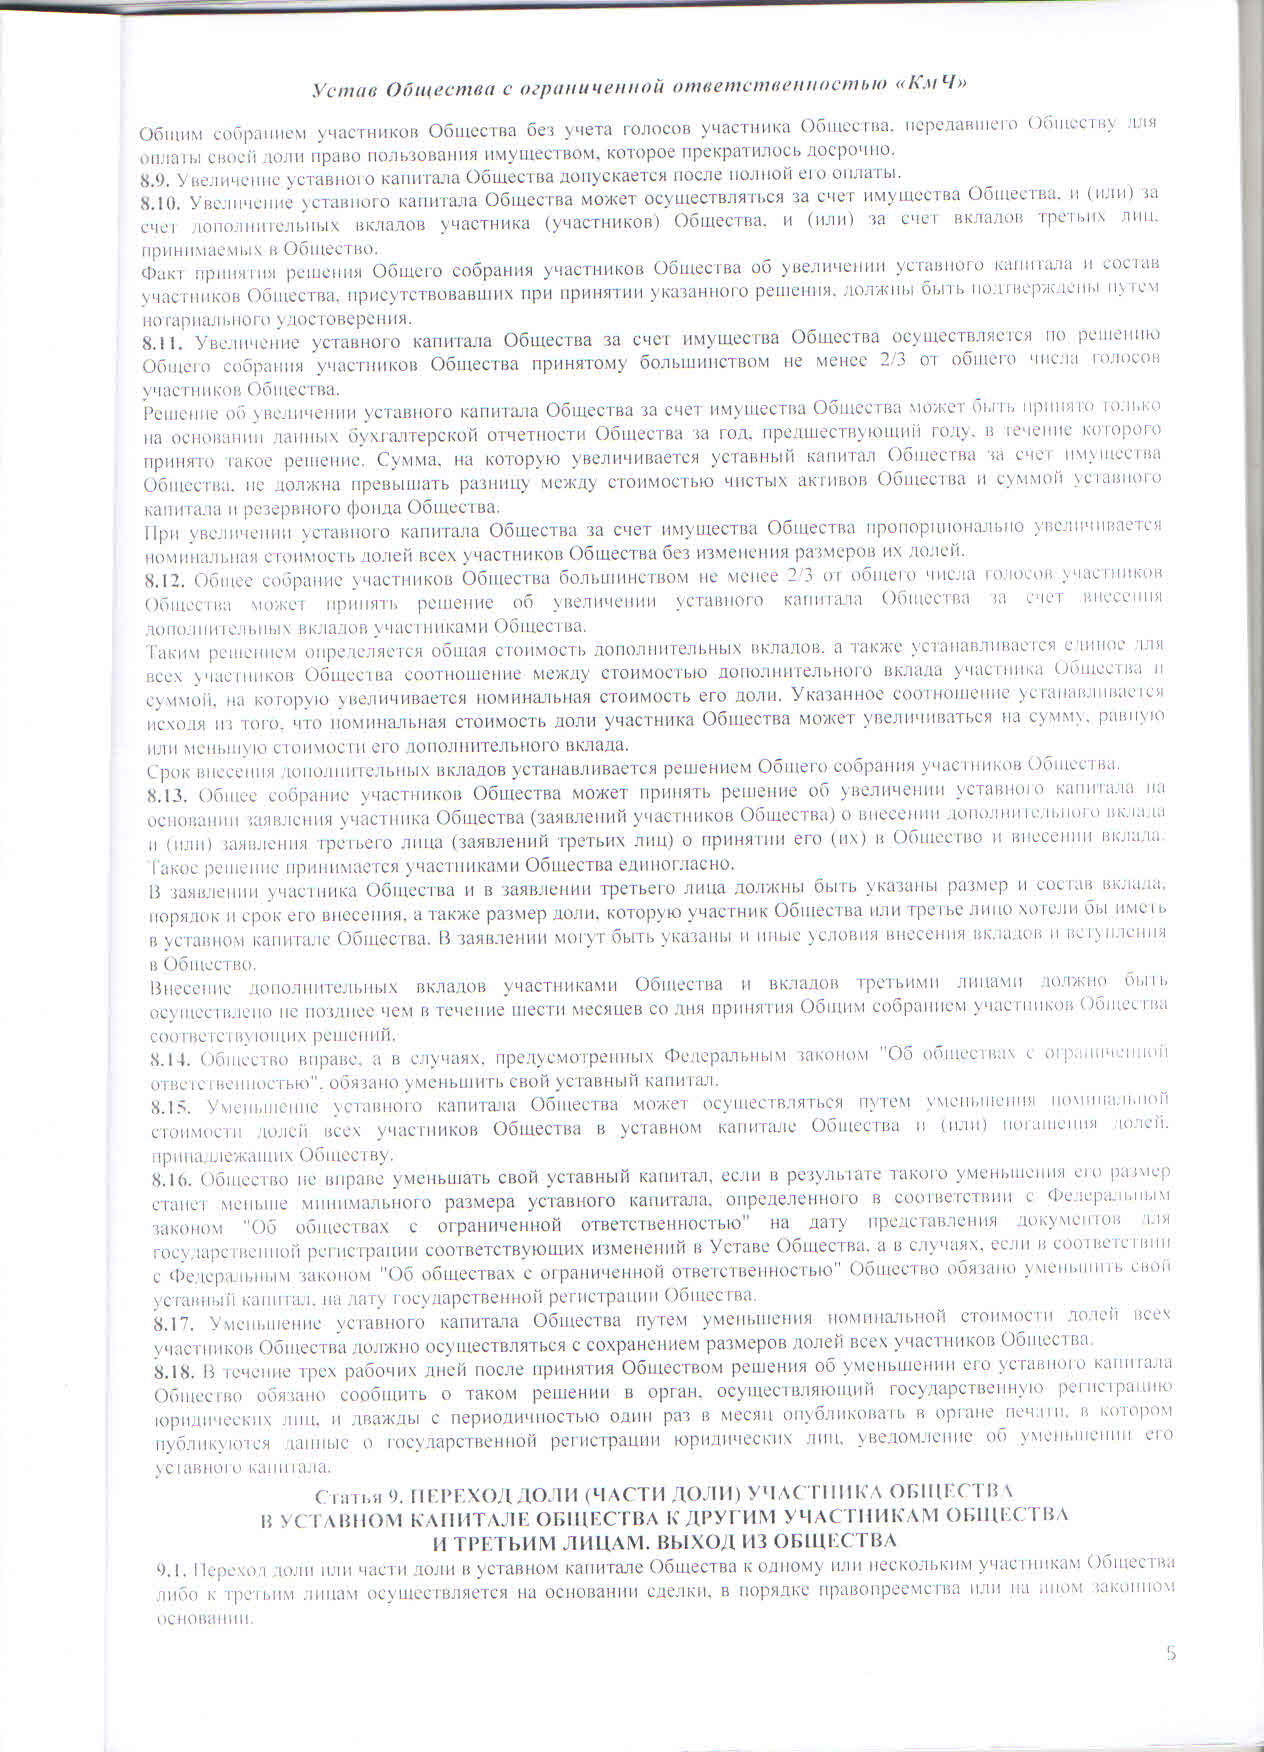 Устав Общества с ограниченной ответственностью «КмЧ»
Общим собранием участников Общества без учета голосов участника Общества, передавшего Обществу для
оплаты своей доли право пользования имуществом, которое прекратилось досрочно.
8.9. Увеличение уставного капитала Общества допускается после полной его оплаты.
8.10. Увеличение уставного капитала Общества может осуществляться за счет имущества Общества, и (или) за
счет дополнительных вкладов участника (участников) Общества, и (или) за счет вкладов третьих лиц,
принимаемых в Общество.
Факт принятия решения Общего собрания участников Общества об увеличении уставного капитала и состав
участников Общества, присутствовавших при принятии указанного решения, должны быть подтверждены путем
нотариального удостоверения.
8.11. Увеличение уставного капитала Общества за счет имущества Общества осуществляется по решению
Общего собрания участников Общества принятому большинством не менее 2/3 от общего числа голосов
участников Общества.
Решение об увеличении уставного капитала Общества за счет имущества Общества может быть принято только
на основании данных бухгалтерской отчетности Общества за год, предшествующий году, в течение которого
принято такое решение. Сумма, на которую увеличивается уставный капитал Общества за счет имущества
Общества, не должна превышать разницу между стоимостью чистых активов Общества и суммой уставного
капитала и резервного фонда Общества.
При увеличении уставного капитала Общества за счет имущества Общества пропорционально увеличивается
номинальная стоимость долей всех участников Общества без изменения размеров их долей.
8.12. Общее собрание участников Общества большинством не менее 2/3 от общего числа голосов участников
Общества может принять решение об увеличении уставного капитала Общества за счет внесения
дополнительных вкладов участниками Общества.
Таким решением определяется общая стоимость дополнительных вкладов, а также устанавливается единое для
всех участников Общества соотношение между стоимостью дополнительного вклада участника Общества и
суммой, на которую увеличивается номинальная стоимость его доли. Указанное соотношение устанавливается
исходя из того, что номинальная стоимость доли участника Общества может увеличиваться на сумму, равную
или меньшую стоимости его дополнительного вклада.
Срок внесения дополнительных вкладов устанавливается решением Общего собрания участников Общества.
8.13. Общее собрание участников Общества может принять решение об увеличении уставного капитала на
основании заявления участника Общества (заявлений участников Общества) о внесении дополнительного вклада
и (или) заявления третьего лица (заявлений третьих лиц) о принятии его (их) в Общество и внесении вклада.
Такое решение принимается участниками Общества единогласно.
В заявлении участника Общества и в заявлении третьего лица должны быть указаны размер и состав вклада,
порядок и срок его внесения, а также размер доли, которую участник Общества или третье лицо хотели бы иметь
в уставном капитале Общества. В заявлении могут быть указаны и иные условия внесения вкладов и вступления
в Общество.
Внесение дополнительных вкладов участниками Общества и вкладов третьими лицами должно быть
осуществлено не позднее чем в течение шести месяцев со дня принятия Общим собранием участников Общества
соответствующих решений.
8.14. Общество вправе, а в случаях, предусмотренных Федеральным законом "Об обществах с ограниченной
ответственностью", обязано уменьшить свой уставный капитал.
8.15. Уменьшение уставного капитала Общества может осуществляться путем уменьшения номинальной
стоимости долей всех участников Общества в уставном капитале Общества и (или) погашения долей,
принадлежащих Обществу.
8.16. Общество не вправе уменьшать свой уставный капитал, если в результате такого уменьшения его размер
станет меньше минимального размера уставного капитала, определенного в соответствии с Федеральным
законом "Об обществах с ограниченной ответственностью" на дату представления документов для
государственной регистрации соответствующих изменений в Уставе Общества, а в случаях, если в соответствии
с Федеральным законом "Об обществах с ограниченной ответственностью" Общество обязано уменьшить свой
уставный капитал, на дату государственной регистрации Общества.
8.17. Уменьшение уставного капитала Общества путем уменьшения номинальной стоимости долей всех
участников Общества должно осуществляться с сохранением размеров долей всех участников Общества.
8.18. В течение трех рабочих дней после принятия Обществом решения об уменьшении его уставного капитала
Общество обязано сообщить о таком решении в орган, осуществляющий государственную регистрацию
юридических лиц, и дважды с периодичностью один раз в месяц опубликовать в органе печати, в котором
публикуются данные о государственной регистрации юридических лиц, уведомление об уменьшении его
уставного капитала.
Статья 9. ПЕРЕХОД ДОЛИ (ЧАСТИ ДОЛИ) УЧАСТНИКА ОБЩЕСТВА
В УСТАВНОМ КАПИТАЛЕ ОБЩЕСТВА К ДРУГИМ УЧАСТНИКАМ ОБЩЕСТВА
И ТРЕТЬИМ ЛИЦАМ. ВЫХОД ИЗ ОБЩЕСТВА
9.1. Переход доли или части доли в уставном капитале Общества к одному или нескольким участникам Общества
либо к третьим лицам осуществляется на основании сделки, в порядке правопреемства или на ином законном
основании.
5